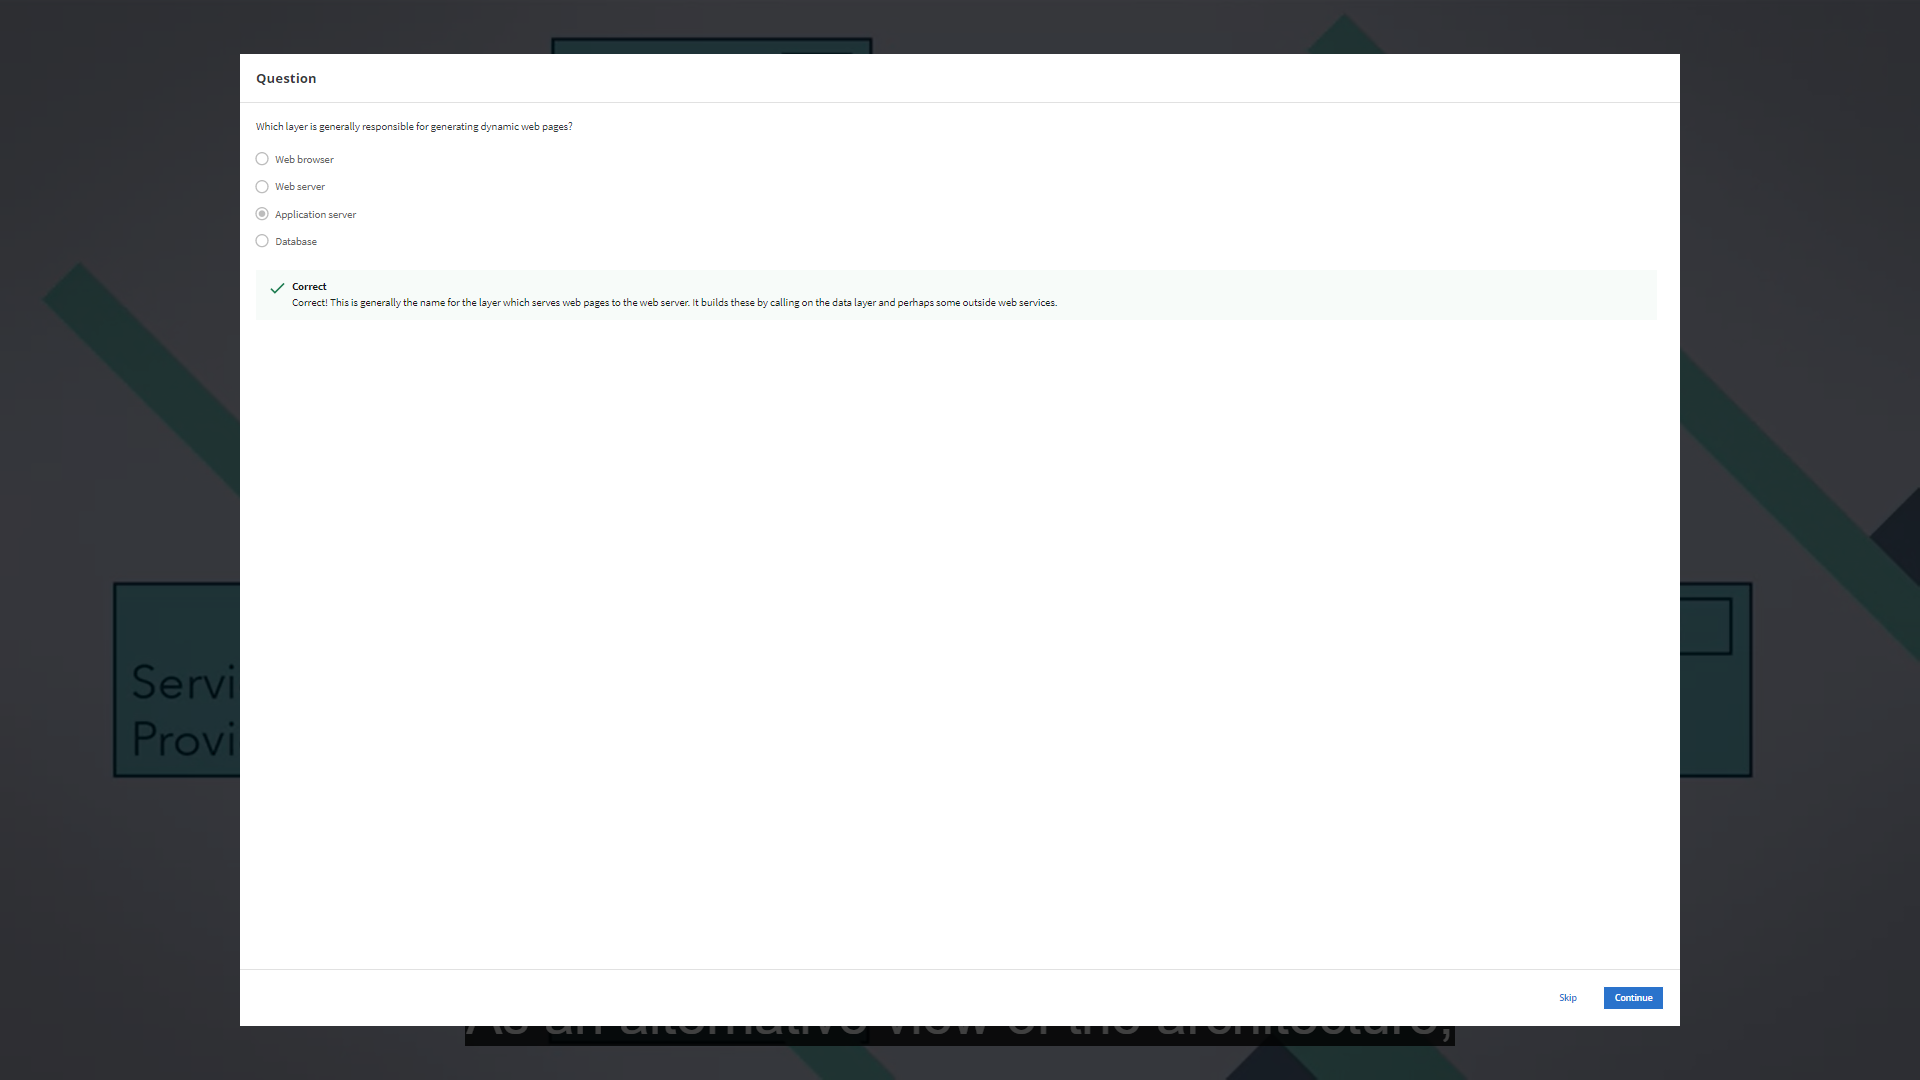 Question
Which layer is generally responsible for generating dynamic web pages?
Web browser
Web server
Application server
Database
Correct
Correct! This is generally the name for the layer which serves web pages to the web server. It builds these by calling on the data layer and perhaps some outside web services.
Servi
Provi
Skip
Continue
As an alternative view of the architecture,